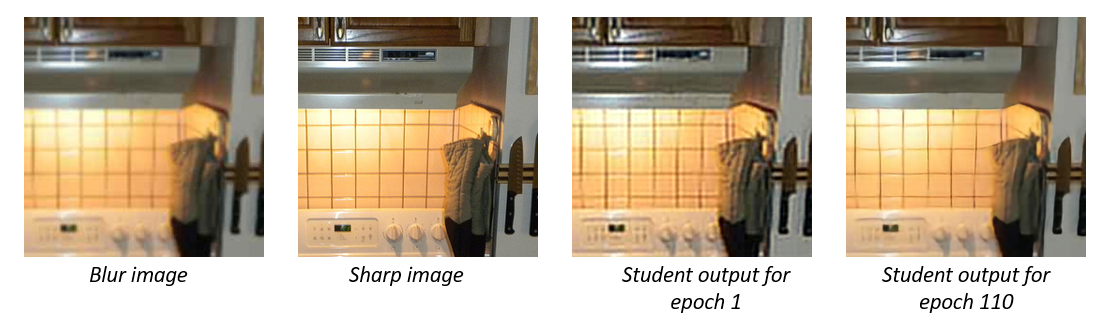 Blur image
Sharp image
Student output for
epoch 1
Student output for
epoch 110